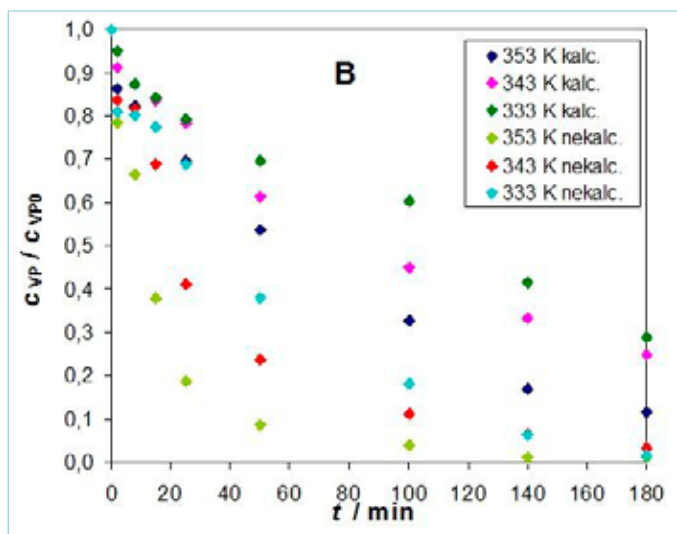 B
353 K kalc.
343 K kalc.
333 K kalc.
353 K nekalc.
343 K nekalc.
333 K nekalc.
c VP / c VP0
1,0
0,9
0,8
0,7
0,6
0,5
0,4
0,3
0,2
0,1
0,0
0 20 40 60 80 100 120 140 160 180
t / min